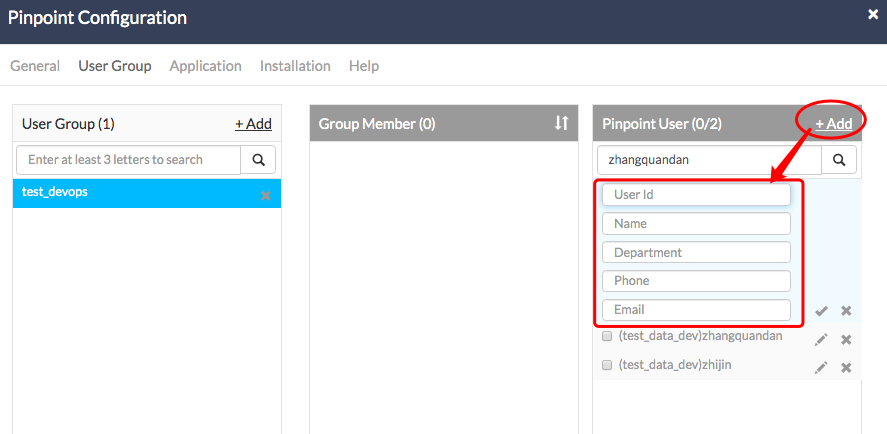 Pinpoint Configuration
General User Group Application Installation Help
User Group (1) + Add
Enter at least 3 letters to search
test_devops
Group Member (0)
Pinpoint User (0/2) + Add
zhangquandan
User Id
Name
Department
Phone
Email
(test_data_dev)zhangquandan
(test_data_dev)zhijin